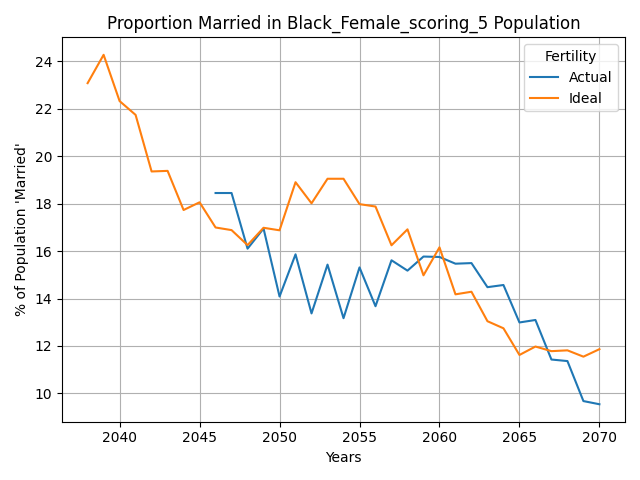 Proportion Married in Black_Female_scoring_5 Population
Fertility
Actual
Ideal
% of Population 'Married'
24
22
20
18
16
14
12
10
2040 2045 2050 2055 2060 2065 2070
Years